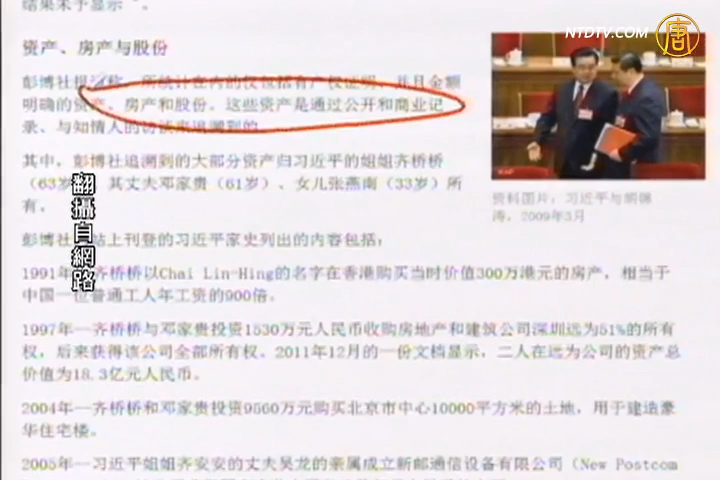 结果未予显示"。
资产、房产与股份
彭博社提 称，所统计在内的仅包括有产权证明、并且金额
明确的资产、房产和股份。这些资产是通过公开和商业记
录、与知情人的访谈来追溯到的。
其中，彭博社追溯到的大部分资产归习近平的姐姐齐桥桥
（63岁）、其丈夫邓家贵（61岁）、女儿张燕南（33岁）所
有。
彭博社 站上刊登的习近平家史列出的内容包括：
1991年—齐桥桥以Chai Lin-Hing的名字在香港购买当时价值300万港元的房产，相当于
中国一位普通工人年工资的900倍。
1997年—齐桥桥与邓家贵投资1530万元人民币收购房地产和建筑公司深圳远为51%的所有
权，后来获得该公司全部所有权。2011年12月的一份文档显示，二人在远为公司的资产总
价值为18.3亿元人民币。
2004年—齐桥桥和邓家贵投资9560万元购买北京市中心10000平方米的土地，用于建造豪
华住宅楼。
2005年—习近平姐姐齐安安的丈夫吴龙的亲属成立新邮通信设备有限公司（New Postcom
资料图片：习近平与胡锦
涛，2009年3月
翻攝自網路
NTDTV.COM
唐